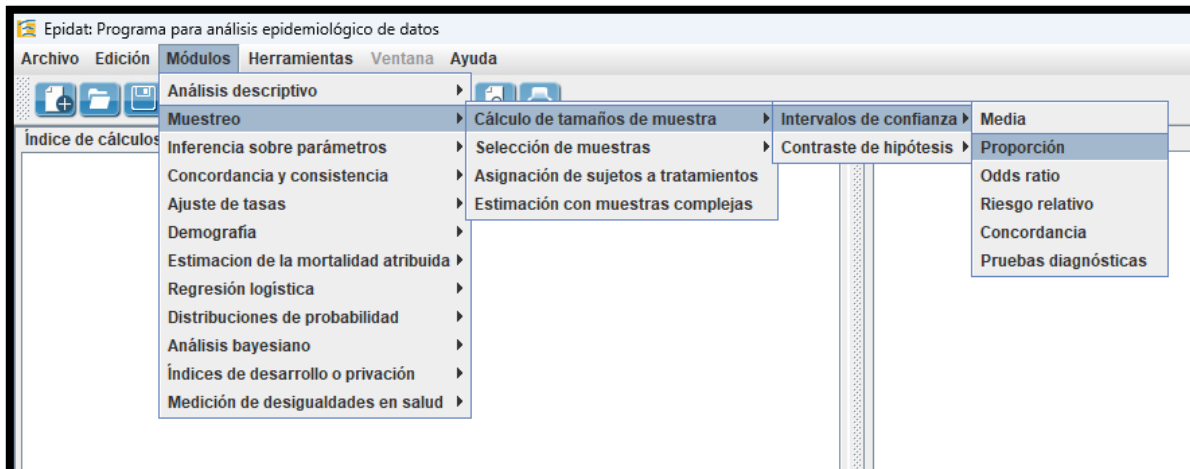 Epidat: Programa para análisis epidemiológico de datos
Archivo Edición Módulos Herramientas Ventana Ayuda
Índice de cálculos
Análisis descriptivo
Muestreo
Inferencia sobre parámetros
Concordancia y consistencia
Ajuste de tasas
Demografía
Estimacion de la mortalidad atribuida
Regresión logística
Distribuciones de probabilidad
Análisis bayesiano
Índices de desarrollo o privación
Medición de desigualdades en salud
Cálculo de tamaños de muestra
Selección de muestras
Asignación de sujetos a tratamientos
Estimación con muestras complejas
Intervalos de confianza
Contraste de hipótesis
Media
Proporción
Odds ratio
Riesgo relativo
Concordancia
Pruebas diagnósticas